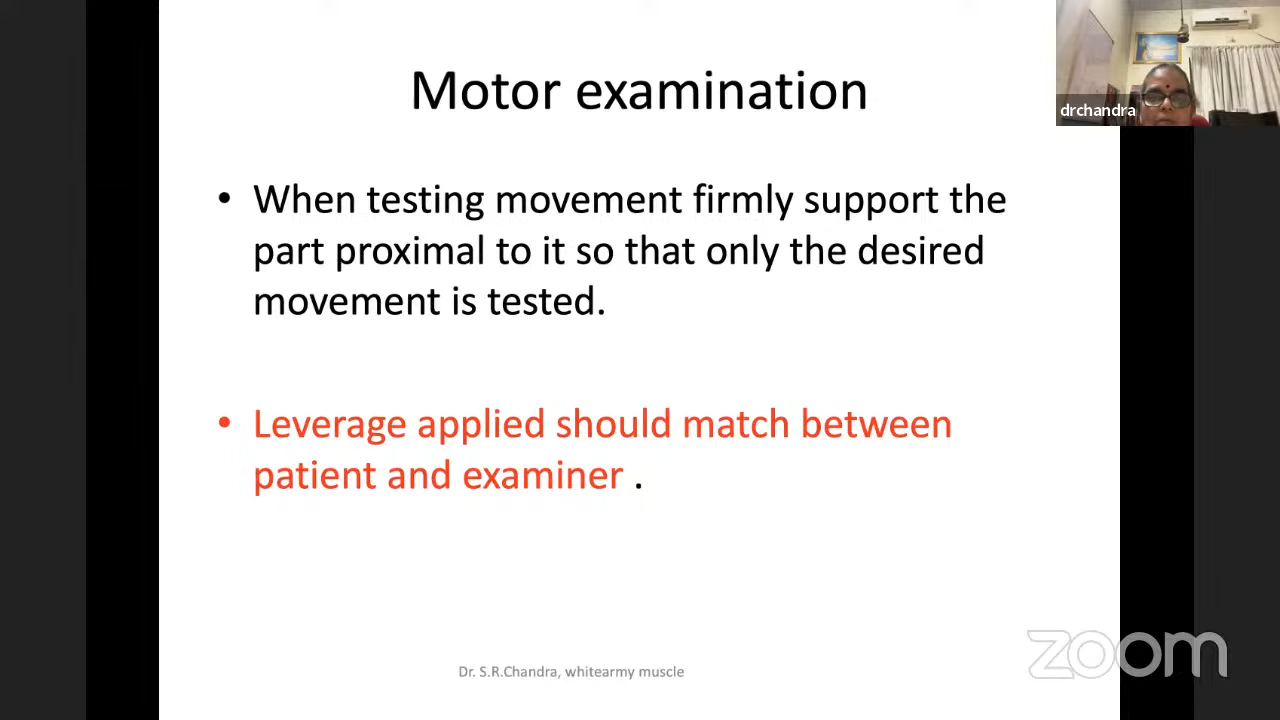 Motor examination
drchandra
• When testing movement firmly support the
part proximal to it so that only the desired
movement is tested.
• Leverage applied should match between
patient and examiner .
Dr. S.R.Chandra, whitearmy muscle
zoom